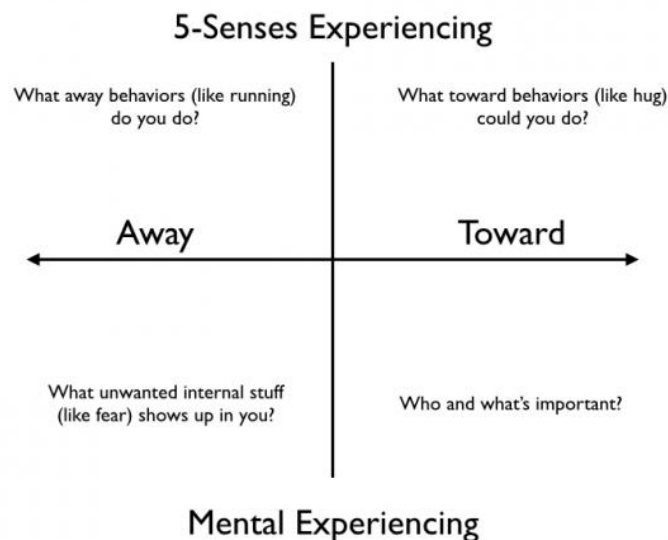 5-Senses Experiencing
What away behaviors (like running)
do you do?
What toward behaviors (like hug)
could you do?
Away
Toward
What unwanted internal stuff
(like fear) shows up in you?
Who and what's important?
Mental Experiencing